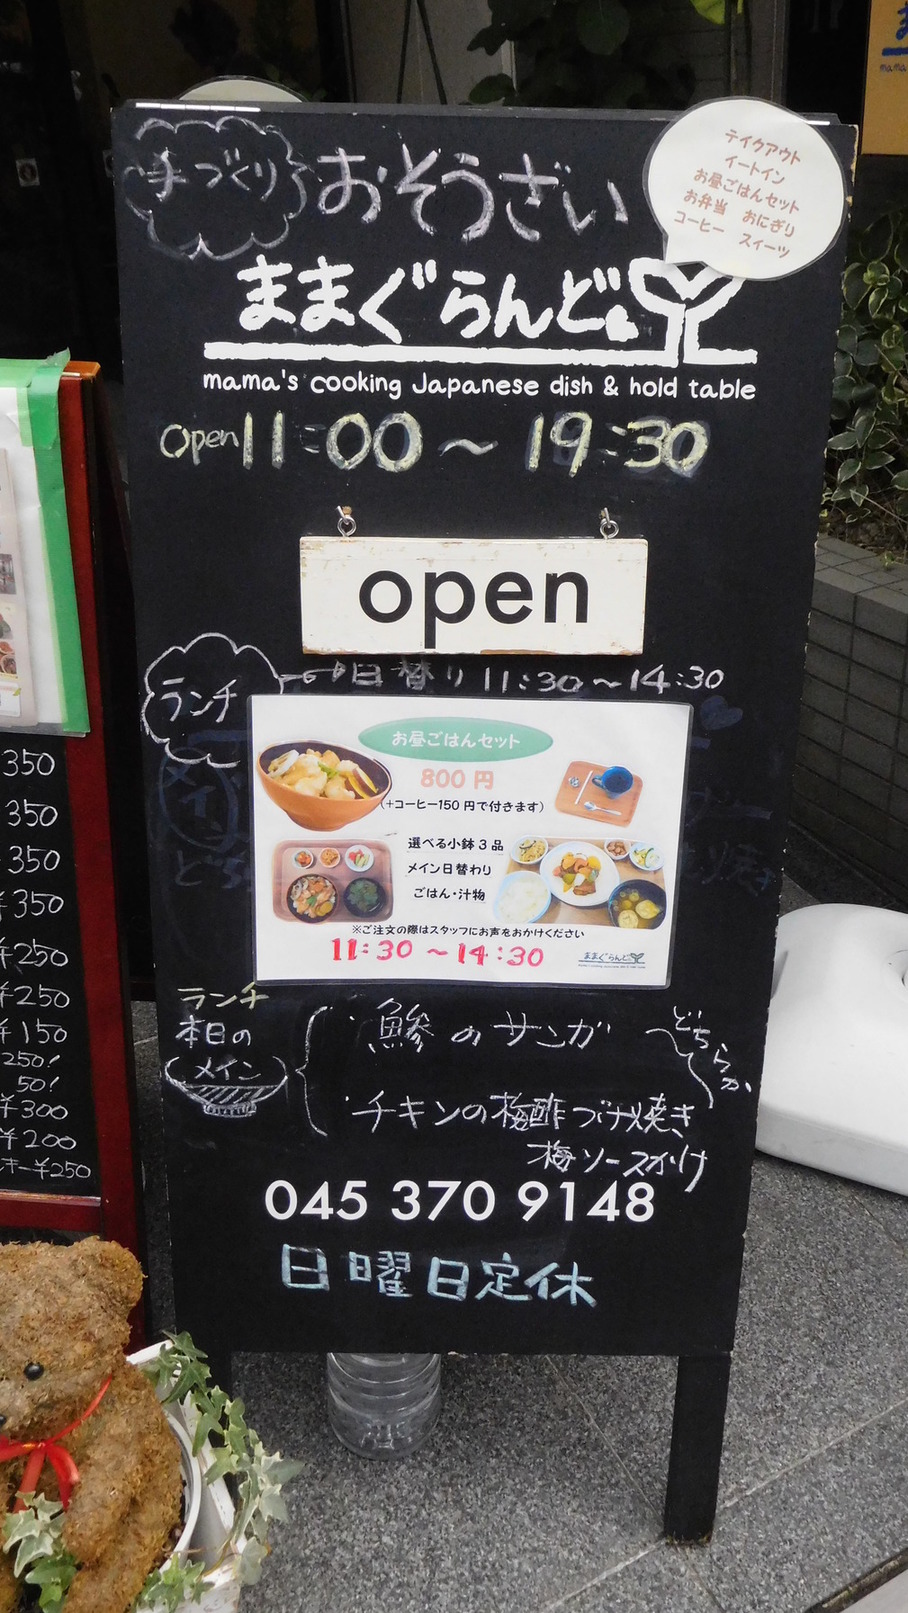 手づくり おそうざい
テイクアウト
イートイン
お昼ごはんセット
お弁当 おにぎり
コーヒー スィーツ
ままぐらんど
mama's cooking Japanese dish & hold table
open 11:00〜19:30
open
ランチ 日替り 11:30〜14:30
お昼ごはんセット
800円
(+コーヒー150円で付きます)
選べる小鉢3品
メイン日替わり
ごはん・汁物
※ご注文の際はスタッフにお声をおかけください
11:30〜14:30
ままぐらんど
ランチ
本日の
メイン
鯵のサンガ
チキンの梅酢づけ焼き
梅ソースかけ
どちらか
045 370 9148
日曜日定休
350
350
350
¥350
¥250
¥250
¥150
250!
50!
¥300
¥200
キー¥250